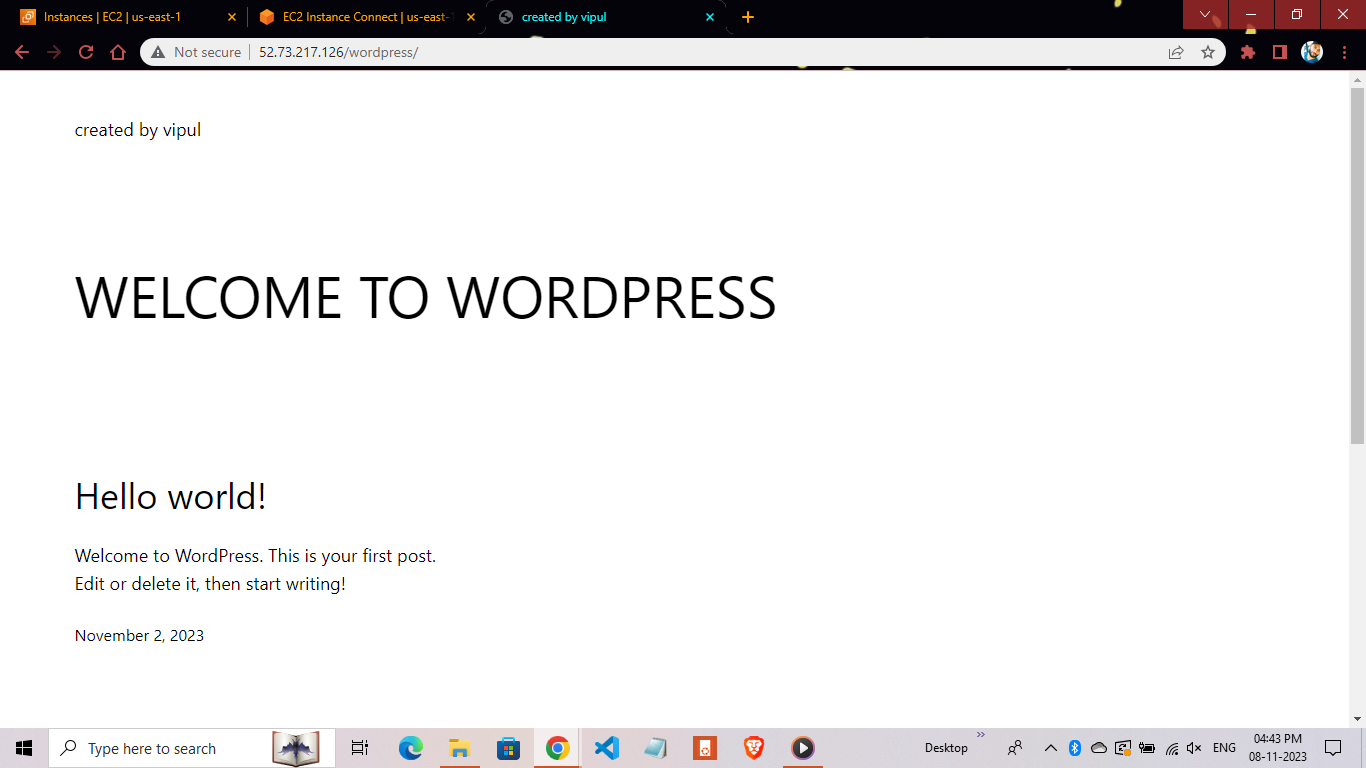 Instances | EC2 | us-east-1
EC2 Instance Connect | us-east-1
created by vipul
Not secure
52.73.217.126/wordpress/
created by vipul
WELCOME TO WORDPRESS
Hello world!
Welcome to WordPress. This is your first post.
Edit or delete it, then start writing!
November 2, 2023
Type here to search
Desktop
ENG
04:43 PM
08-11-2023